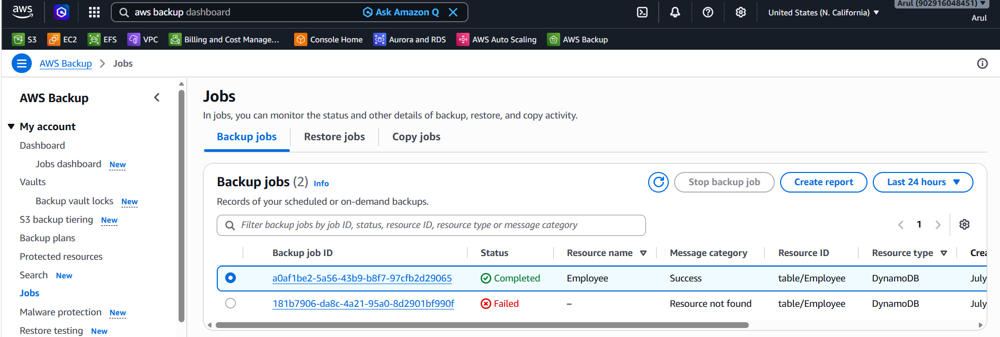 aws
aws backup dashboard
Ask Amazon Q
Arul (902916048451) ▼
United States (N. California) ▼
Arul
S3 EC2 EFS VPC Billing and Cost Manage... Console Home Aurora and RDS AWS Auto Scaling AWS Backup
AWS Backup > Jobs
AWS Backup
My account
Dashboard
Jobs dashboard New
Vaults
Backup vault locks New
S3 backup tiering New
Backup plans
Protected resources
Search New
Jobs
Malware protection New
Restore testing New
Jobs
In jobs, you can monitor the status and other details of backup, restore, and copy activity.
Backup jobs Restore jobs Copy jobs
Backup jobs (2) Info
Stop backup job Create report Last 24 hours ▼
Records of your scheduled or on-demand backups.
Filter backup jobs by job ID, status, resource ID, resource type or message category
1
Backup job ID Status Resource name Message category Resource ID Resource type Crea
a0af1be2-5a56-43b9-b8f7-97cfb2d29065 Completed Employee Success table/Employee DynamoDB July
181b7906-da8c-4a21-95a0-8d2901bf990f Failed – Resource not found table/Employee DynamoDB July